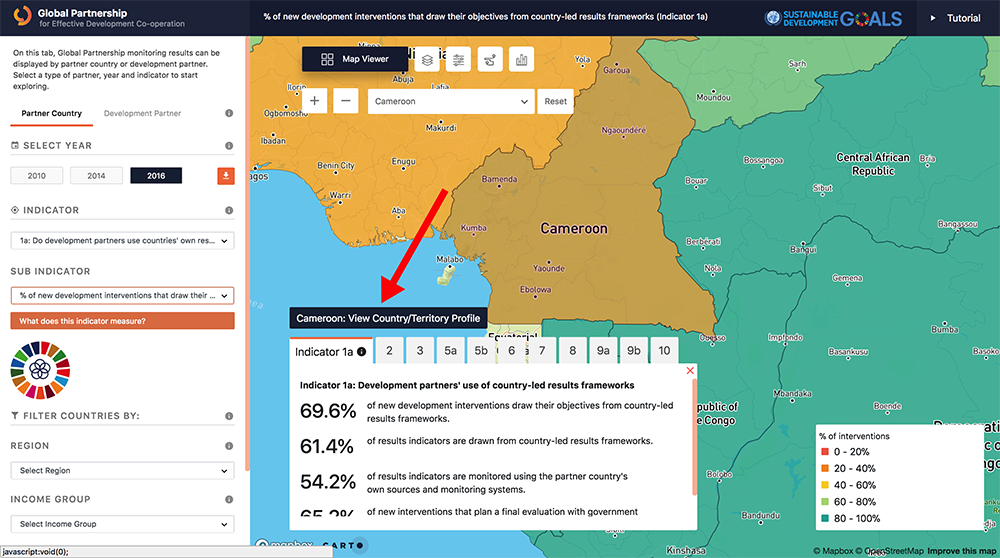 Global Partnership
for Effective Development Co-operation
% of new development interventions that draw their objectives from country-led results frameworks (Indicator 1a)
SUSTAINABLE
DEVELOPMENT
GOALS
Tutorial
On this tab, Global Partnership monitoring results can be
displayed by partner country or development partner.
Select a type of partner, year and indicator to start
exploring.
Partner Country
Development Partner
SELECT YEAR
2010
2014
2016
INDICATOR
1a: Do development partners use countries' own res...
SUB INDICATOR
% of new development interventions that draw their ...
What does this indicator measure?
FILTER COUNTRIES BY:
REGION
Select Region
INCOME GROUP
Select Income Group
javascript:void(0);
Map Viewer
+
−
Cameroon
Reset
Abuja
Lafia
Yola
Garoua
Sarh
Moundou
Ilorin
Ogbomosho
Makurdi
Ngaoundéré
Ibadan
Benin City
Enugu
Bamenda
Bossangoa
Central African
Republic
Bria
Bouar
Sibut
Warri
Aba
Kumba
Cameroon
Bangassou
Malabo
Yaounde
Berbérati
Bangui
Ebolowa
Nola
Gemena
Bumba
Ouesso
Impfondo
Basankusu
Mbandaka
Boende
Bolobo
Bandundu
Kinshasa
Cameroon: View Country/Territory Profile
Indicator 1a
2
3
5a
5b
6
7
8
9a
9b
10
Indicator 1a: Development partners' use of country-led results frameworks
69.6%
of new development interventions draw their objectives from country-led
results frameworks.
61.4%
of results indicators are drawn from country-led results frameworks.
54.2%
of results indicators are monitored using the partner country's
own sources and monitoring systems.
of new interventions that plan a final evaluation with government
% of interventions
0 - 20%
20 - 40%
40 - 60%
60 - 80%
80 - 100%
mapbox
CARTO
© Mapbox © OpenStreetMap Improve this map